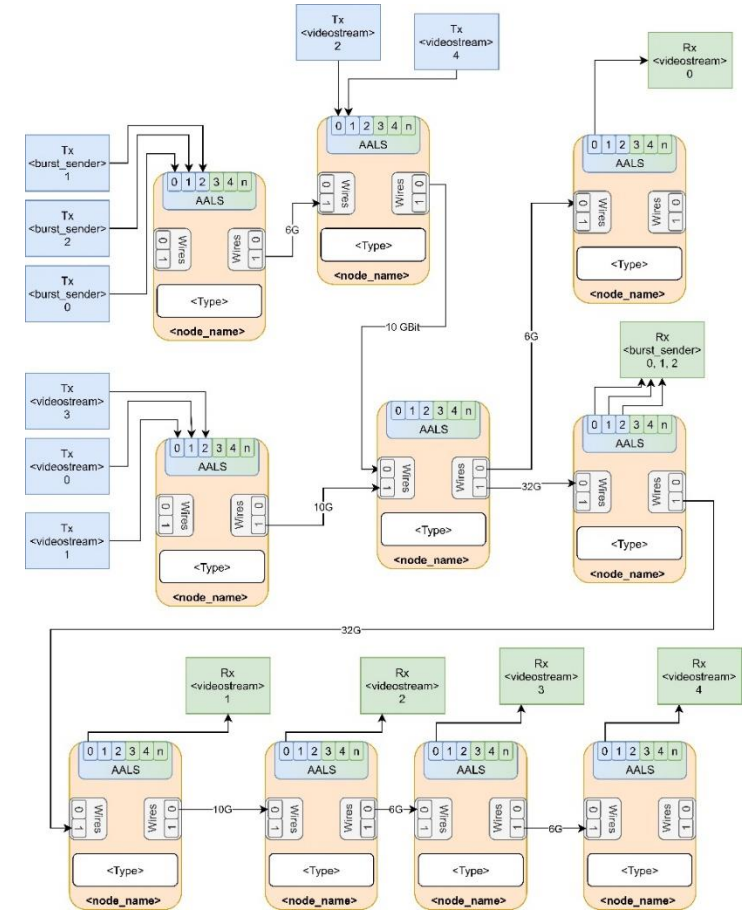 Tx
<videostream>
2
Tx
<videostream>
4
Rx
<videostream>
0
Tx
<burst_sender>
1
Tx
<burst_sender>
2
Tx
<burst_sender>
0
0 1 2 3 4 n
AALS
Wires
0
1
Wires
0
1
<Type>
<node_name>
6G
0 1 2 3 4 n
AALS
Wires
0
1
Wires
0
1
<Type>
<node_name>
0 1 2 3 4 n
AALS
Wires
0
1
Wires
0
1
<Type>
<node_name>
10 GBit
6G
Rx
<burst_sender>
0, 1, 2
Tx
<videostream>
3
Tx
<videostream>
0
Tx
<videostream>
1
0 1 2 3 4 n
AALS
Wires
0
1
Wires
0
1
<Type>
<node_name>
10G
0 1 2 3 4 n
AALS
Wires
0
1
Wires
0
1
<Type>
<node_name>
32G
0 1 2 3 4 n
AALS
Wires
0
1
Wires
0
1
<Type>
<node_name>
32G
Rx
<videostream>
1
Rx
<videostream>
2
Rx
<videostream>
3
Rx
<videostream>
4
0 1 2 3 4 n
AALS
Wires
0
1
Wires
0
1
<Type>
<node_name>
10G
0 1 2 3 4 n
AALS
Wires
0
1
Wires
0
1
<Type>
<node_name>
6G
0 1 2 3 4 n
AALS
Wires
0
1
Wires
0
1
<Type>
<node_name>
6G
0 1 2 3 4 n
AALS
Wires
0
1
Wires
0
1
<Type>
<node_name>